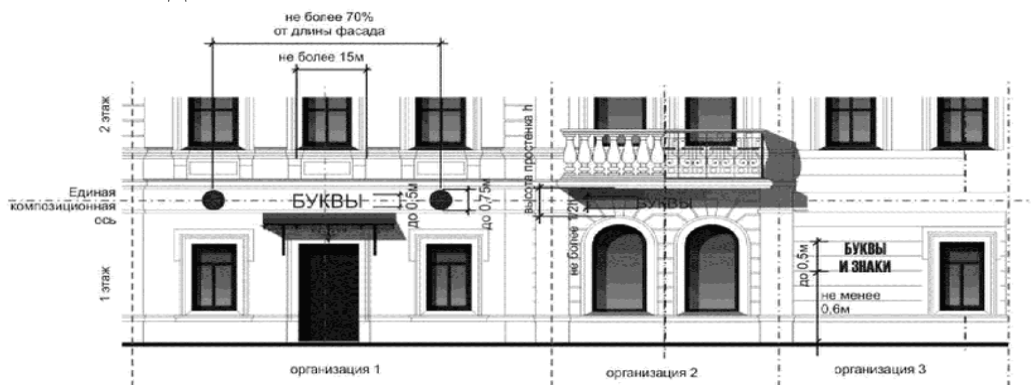 не более 70%
от длины фасада
не более 15м
2 этаж
высота простенка h
Единая
композиционная
ось
БУКВЫ
до 0,5м
до 0,75м
не более 1/2h
БУКВЫ
1 этаж
до 0,5м
БУКВЫ
И ЗНАКИ
не менее
0,6м
организация 1
организация 2
организация 3